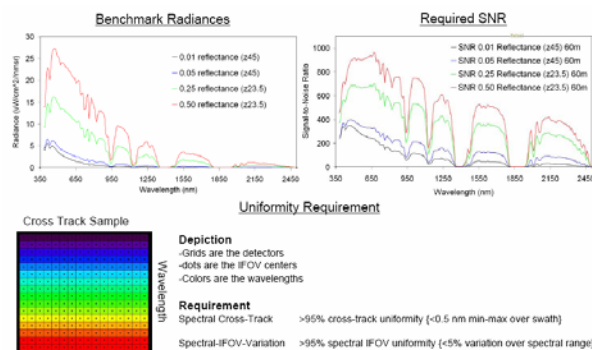 Benchmark Radiances
Radiance (uW/cm^2/nm/sr)
30
25
20
15
10
5
0
350 650 950 1250 1550 1850 2150 2450
Wavelength (nm)
0.01 reflectance (z45)
0.05 reflectance (z45)
0.25 reflectance (z23.5)
0.50 reflectance (z23.5)
Required SNR
Signal-to-Noise Ratio
1000
800
600
400
200
0
350 650 950 1250 1550 1850 2150 2450
Wavelength (nm)
SNR 0.01 Reflectance (z45) 60m
SNR 0.05 Reflectance (z45) 60m
SNR 0.25 Reflectance (z23.5) 60m
SNR 0.50 Reflectance (z23.5) 60m
Uniformity Requirement
Cross Track Sample
Wavelength
Depiction
-Grids are the detectors
-dots are the IFOV centers
-Colors are the wavelengths
Requirement
Spectral Cross-Track >95% cross-track uniformity {<0.5 nm min-max over swath}
Spectral-IFOV-Variation >95% spectral IFOV uniformity {<5% variation over spectral range}